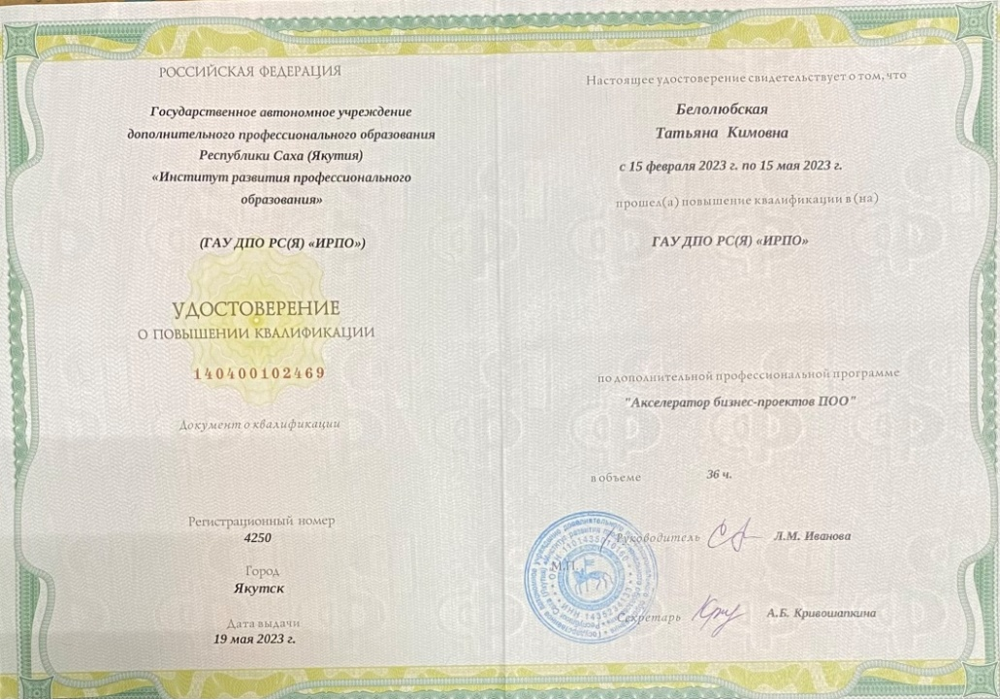 РОССИЙСКАЯ ФЕДЕРАЦИЯ
Государственное автономное учреждение
дополнительного профессионального образования
Республики Саха (Якутия)
«Институт развития профессионального
образования»
(ГАУ ДПО РС(Я) «ИРПО»)
УДОСТОВЕРЕНИЕ
О ПОВЫШЕНИИ КВАЛИФИКАЦИИ
140400102469
Документ о квалификации
Регистрационный номер
4250
Город
Якутск
Дата выдачи
19 мая 2023 г.
Настоящее удостоверение свидетельствует о том, что
Белолюбская
Татьяна Кимовна
с 15 февраля 2023 г. по 15 мая 2023 г.
прошел(а) повышение квалификации в (на)
ГАУ ДПО РС(Я) «ИРПО»
по дополнительной профессиональной программе
"Акселератор бизнес-проектов ПОО"
в объеме 36 ч.
Руководитель Л.М. Иванова
М.П.
Секретарь А.Б. Кривошапкина